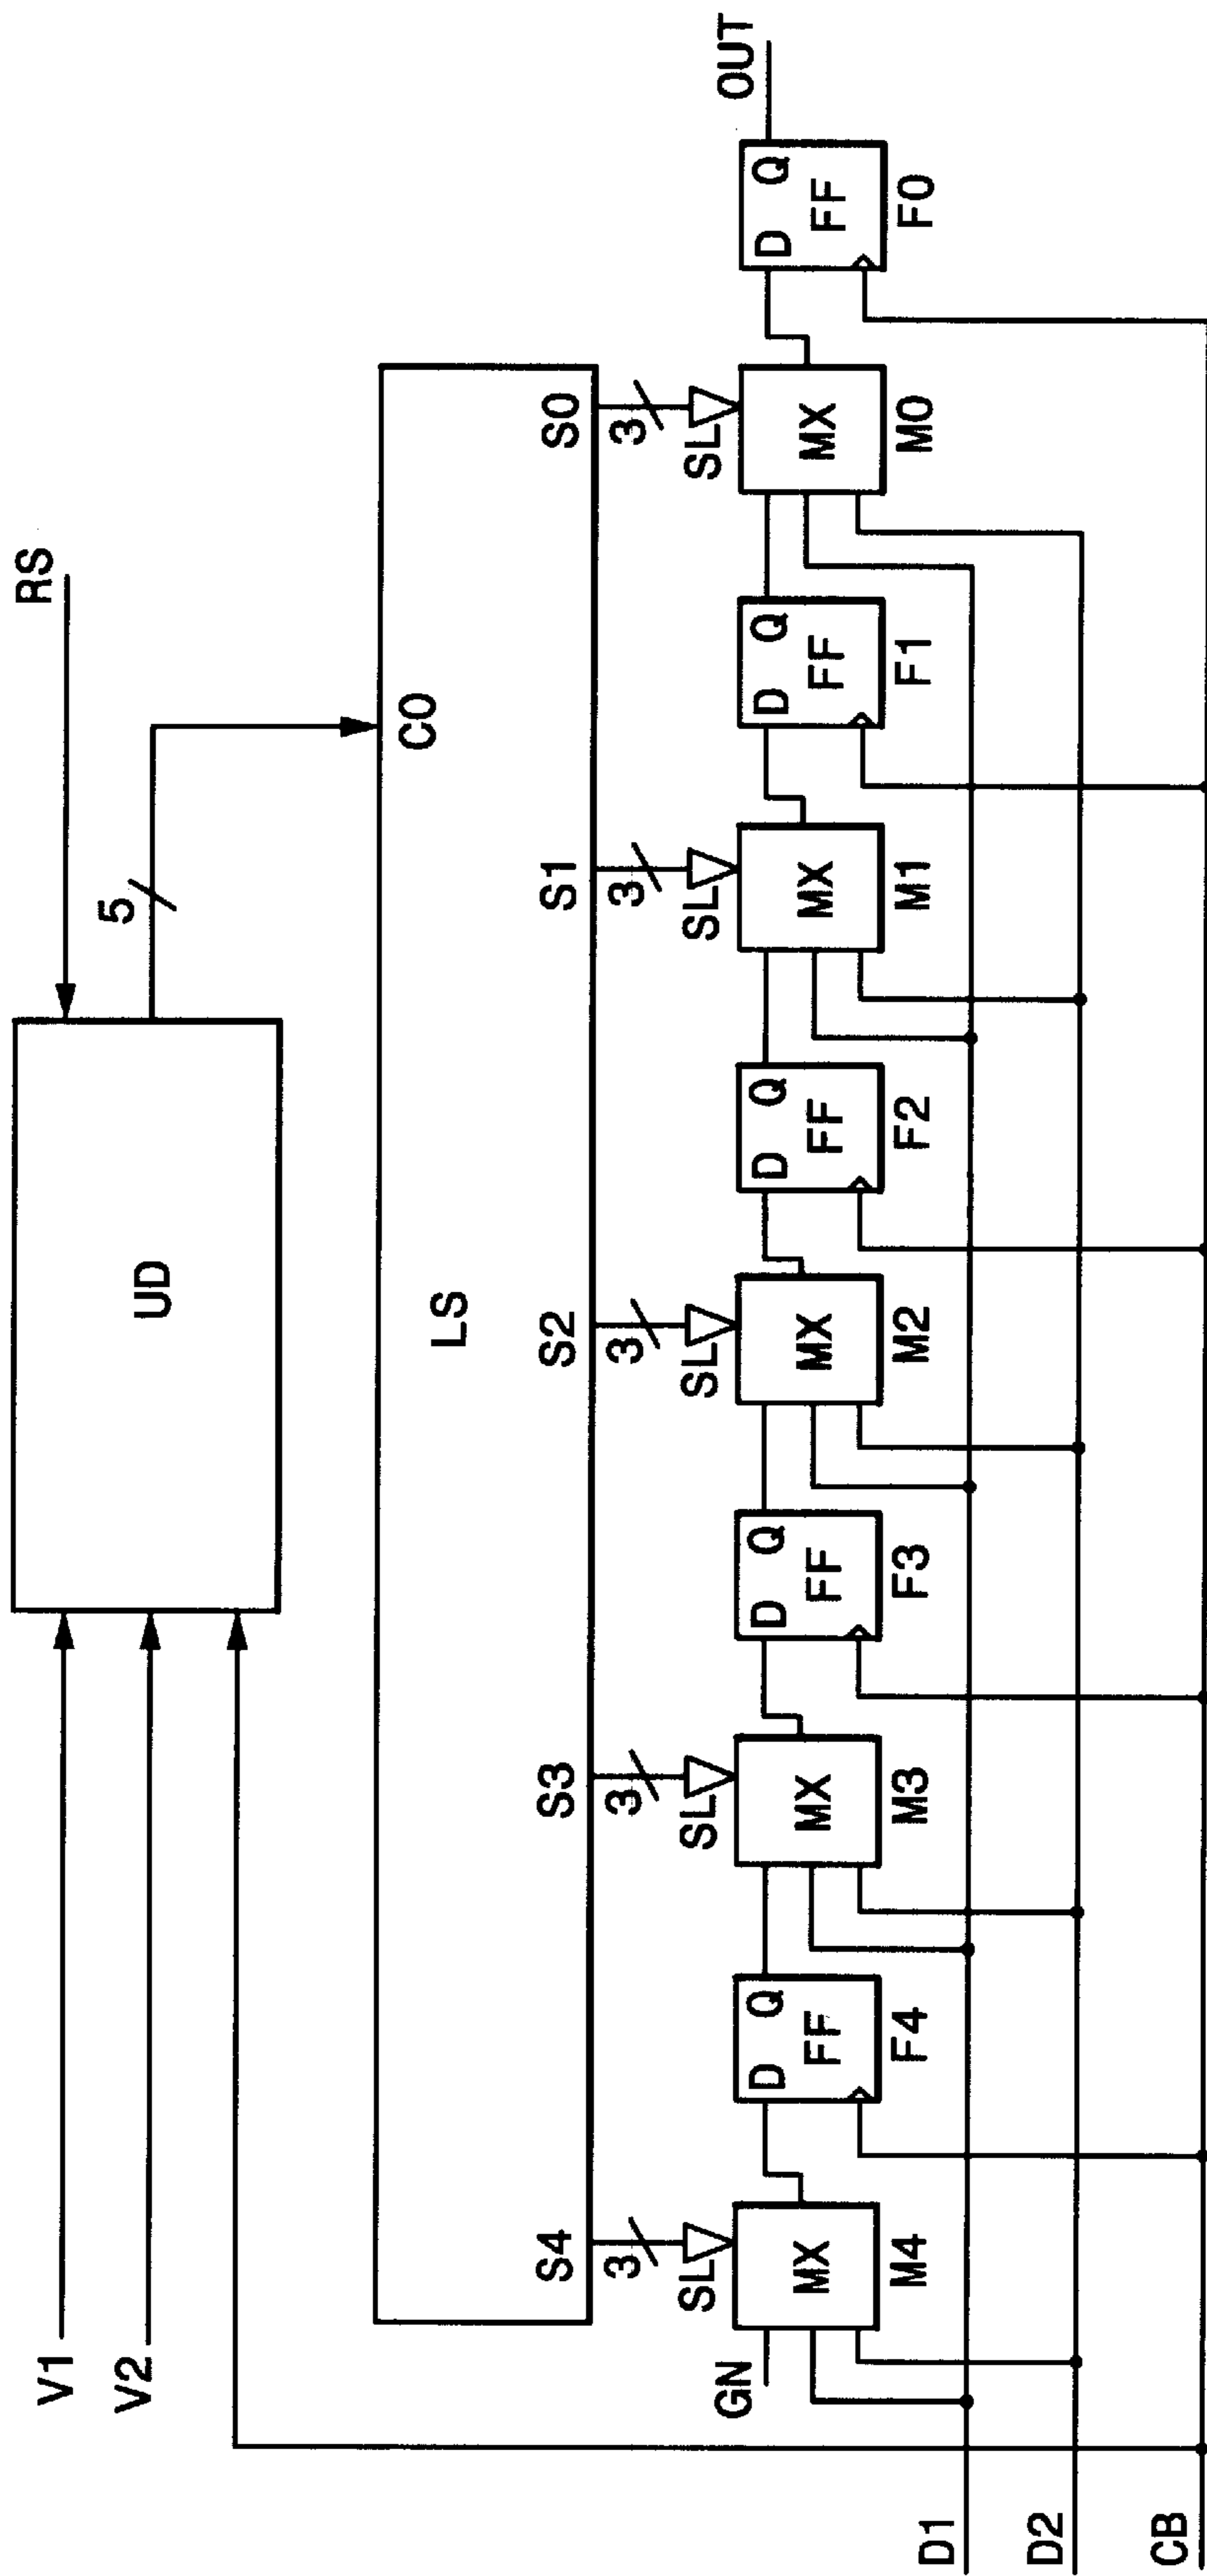 V1
V2
UD
RS
5
C0
LS
S4
S3
S2
S1
S0
3
3
3
3
3
SL
SL
SL
SL
SL
GN
MX
D Q
FF
MX
D Q
FF
MX
D Q
FF
MX
D Q
FF
MX
D Q
FF
OUT
M4
F4
M3
F3
M2
F2
M1
F1
M0
F0
D1
D2
CB